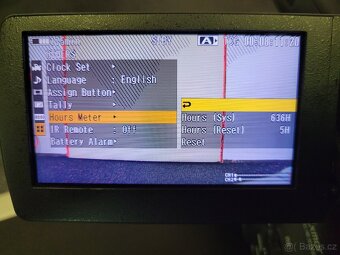 A
Clock Set
Language : English
Assign Button
Tally
Hours Meter
IR Remote : Off
Battery Alarm
Hours (Sys) 636H
Hours (Reset) 5H
Reset
CH1
Bazos.cz